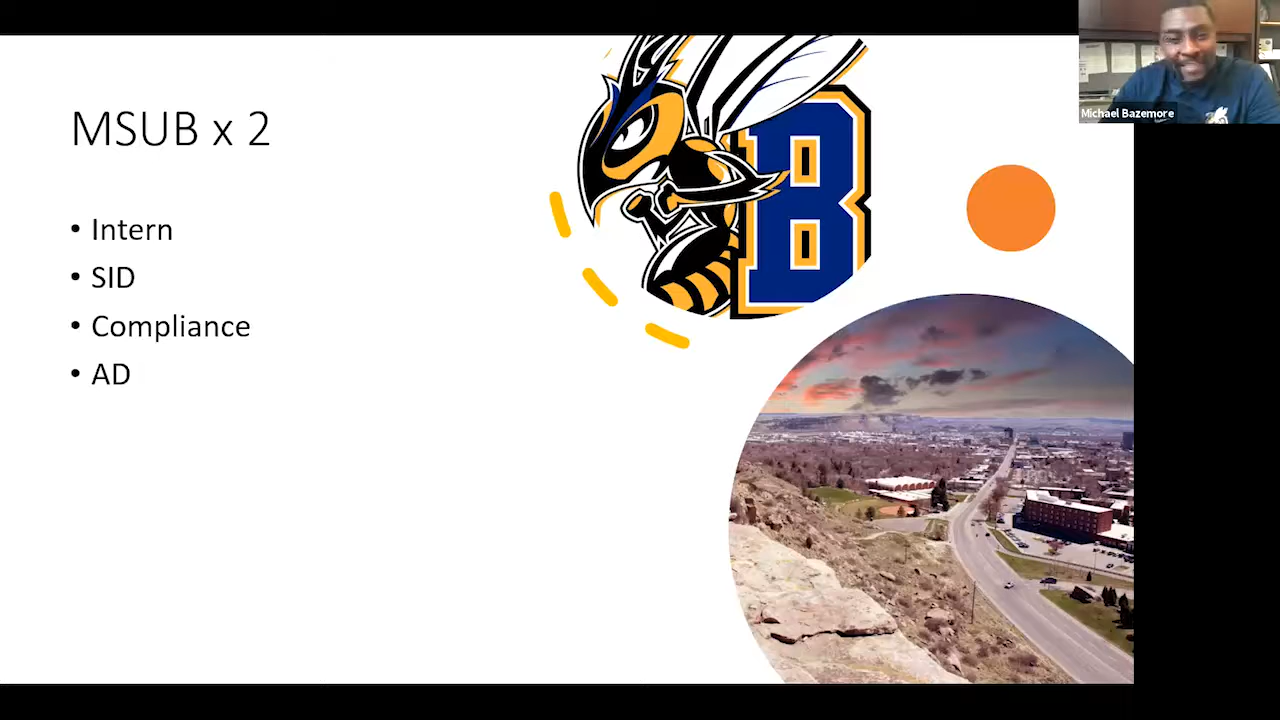 MSUB x 2
• Intern
• SID
• Compliance
• AD
B
Michael Bazemore